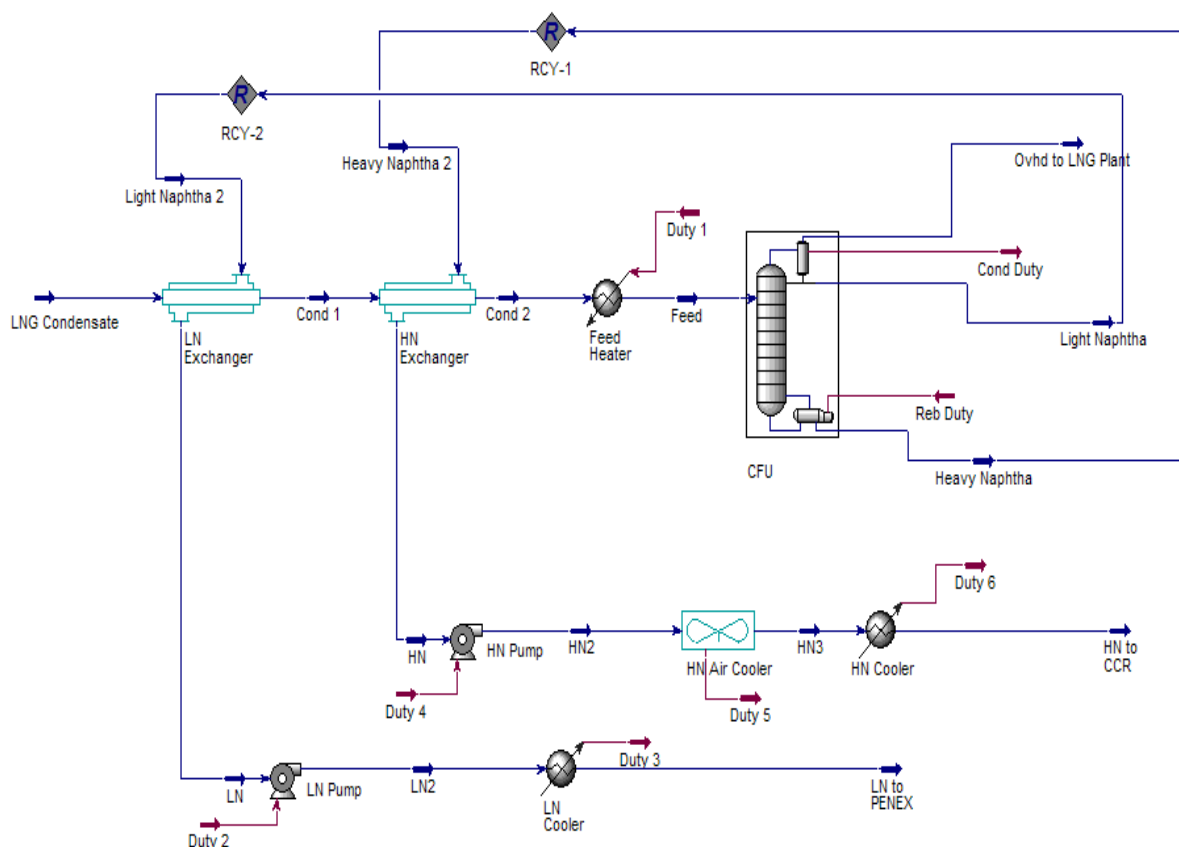 R
RCY-1
R
RCY-2
Heavy Naphtha 2
Ovhd to LNG Plant
Light Naphtha 2
Duty 1
Cond Duty
LNG Condensate
Cond 1
Cond 2
Feed
LN
Exchanger
HN
Exchanger
Feed
Heater
Light Naphtha
Reb Duty
CFU
Heavy Naphtha
Duty 6
HN
HN Pump
HN2
HN Air Cooler
HN3
HN Cooler
HN to
CCR
Duty 4
Duty 5
Duty 3
LN
LN Pump
LN2
LN
Cooler
LN to
PENEX
Duty 2